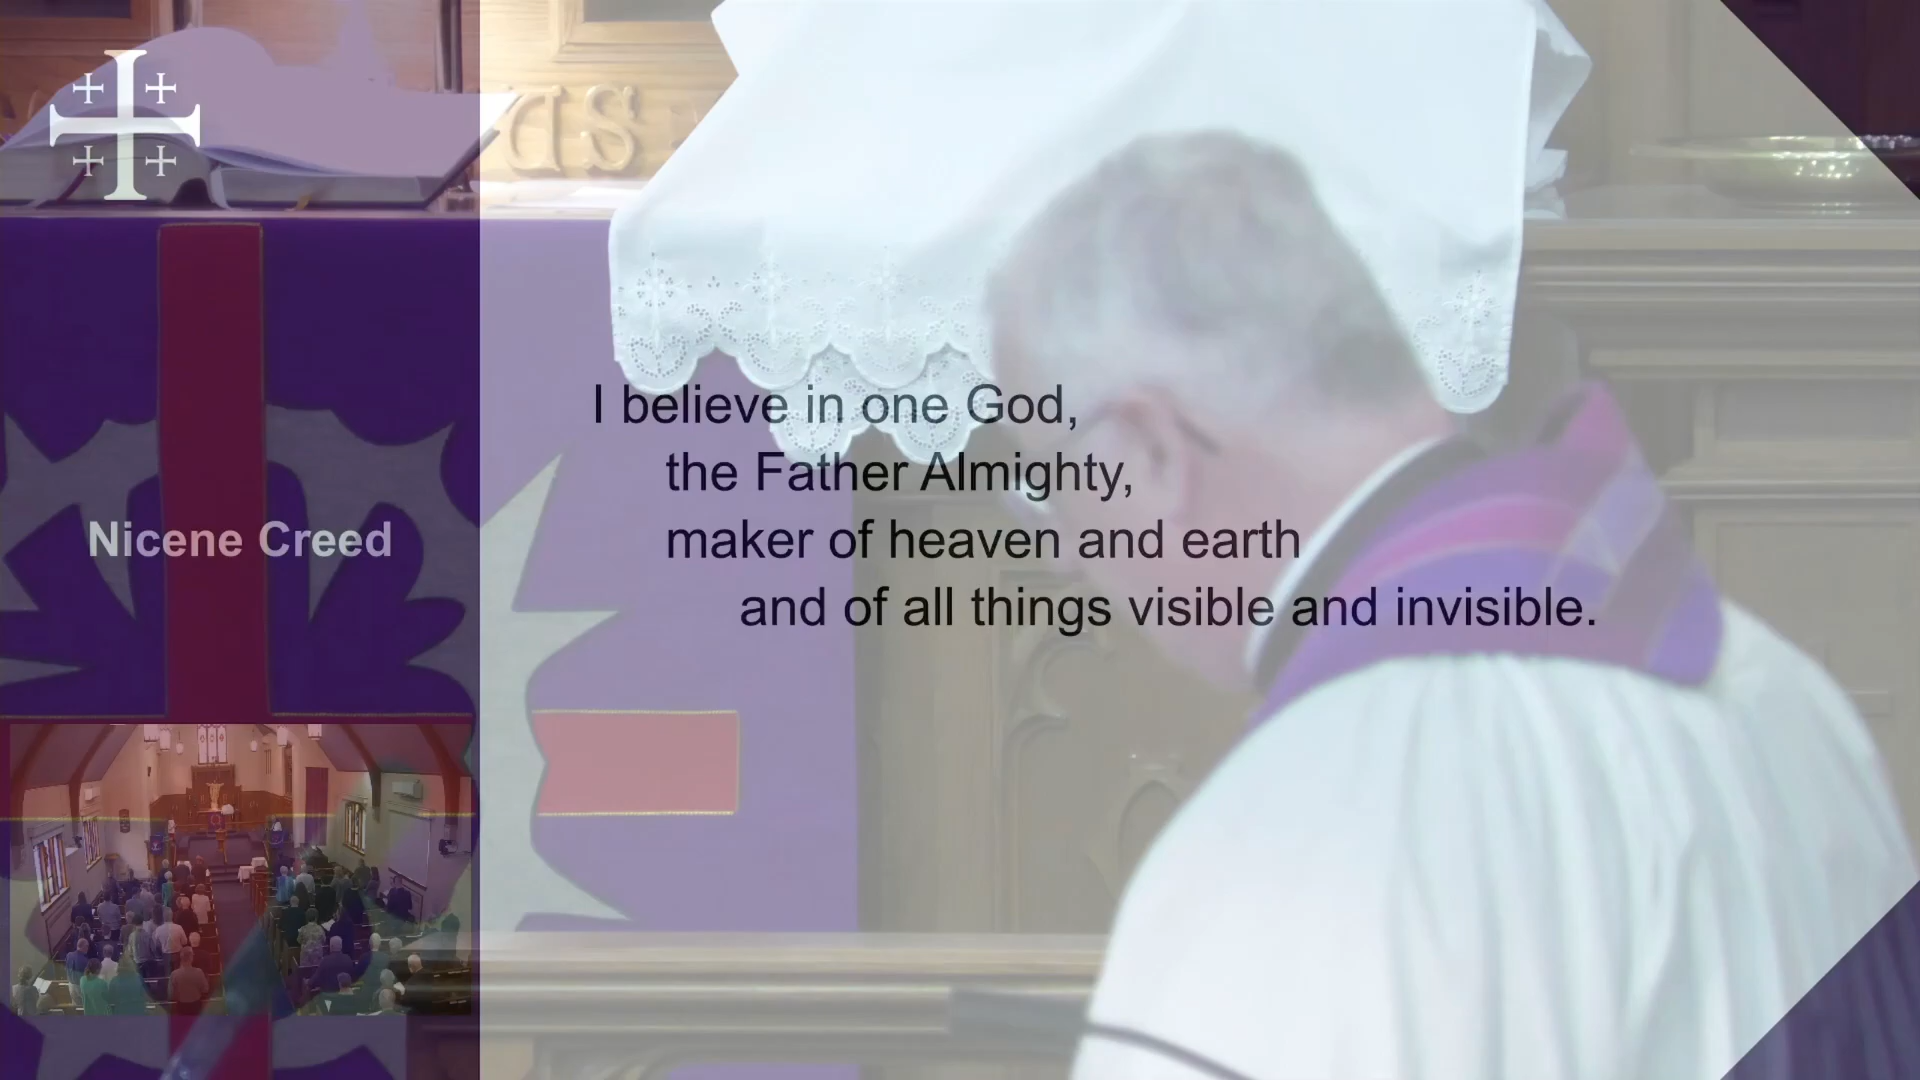 Nicene Creed
I believe in one God,
the Father Almighty,
maker of heaven and earth
and of all things visible and invisible.